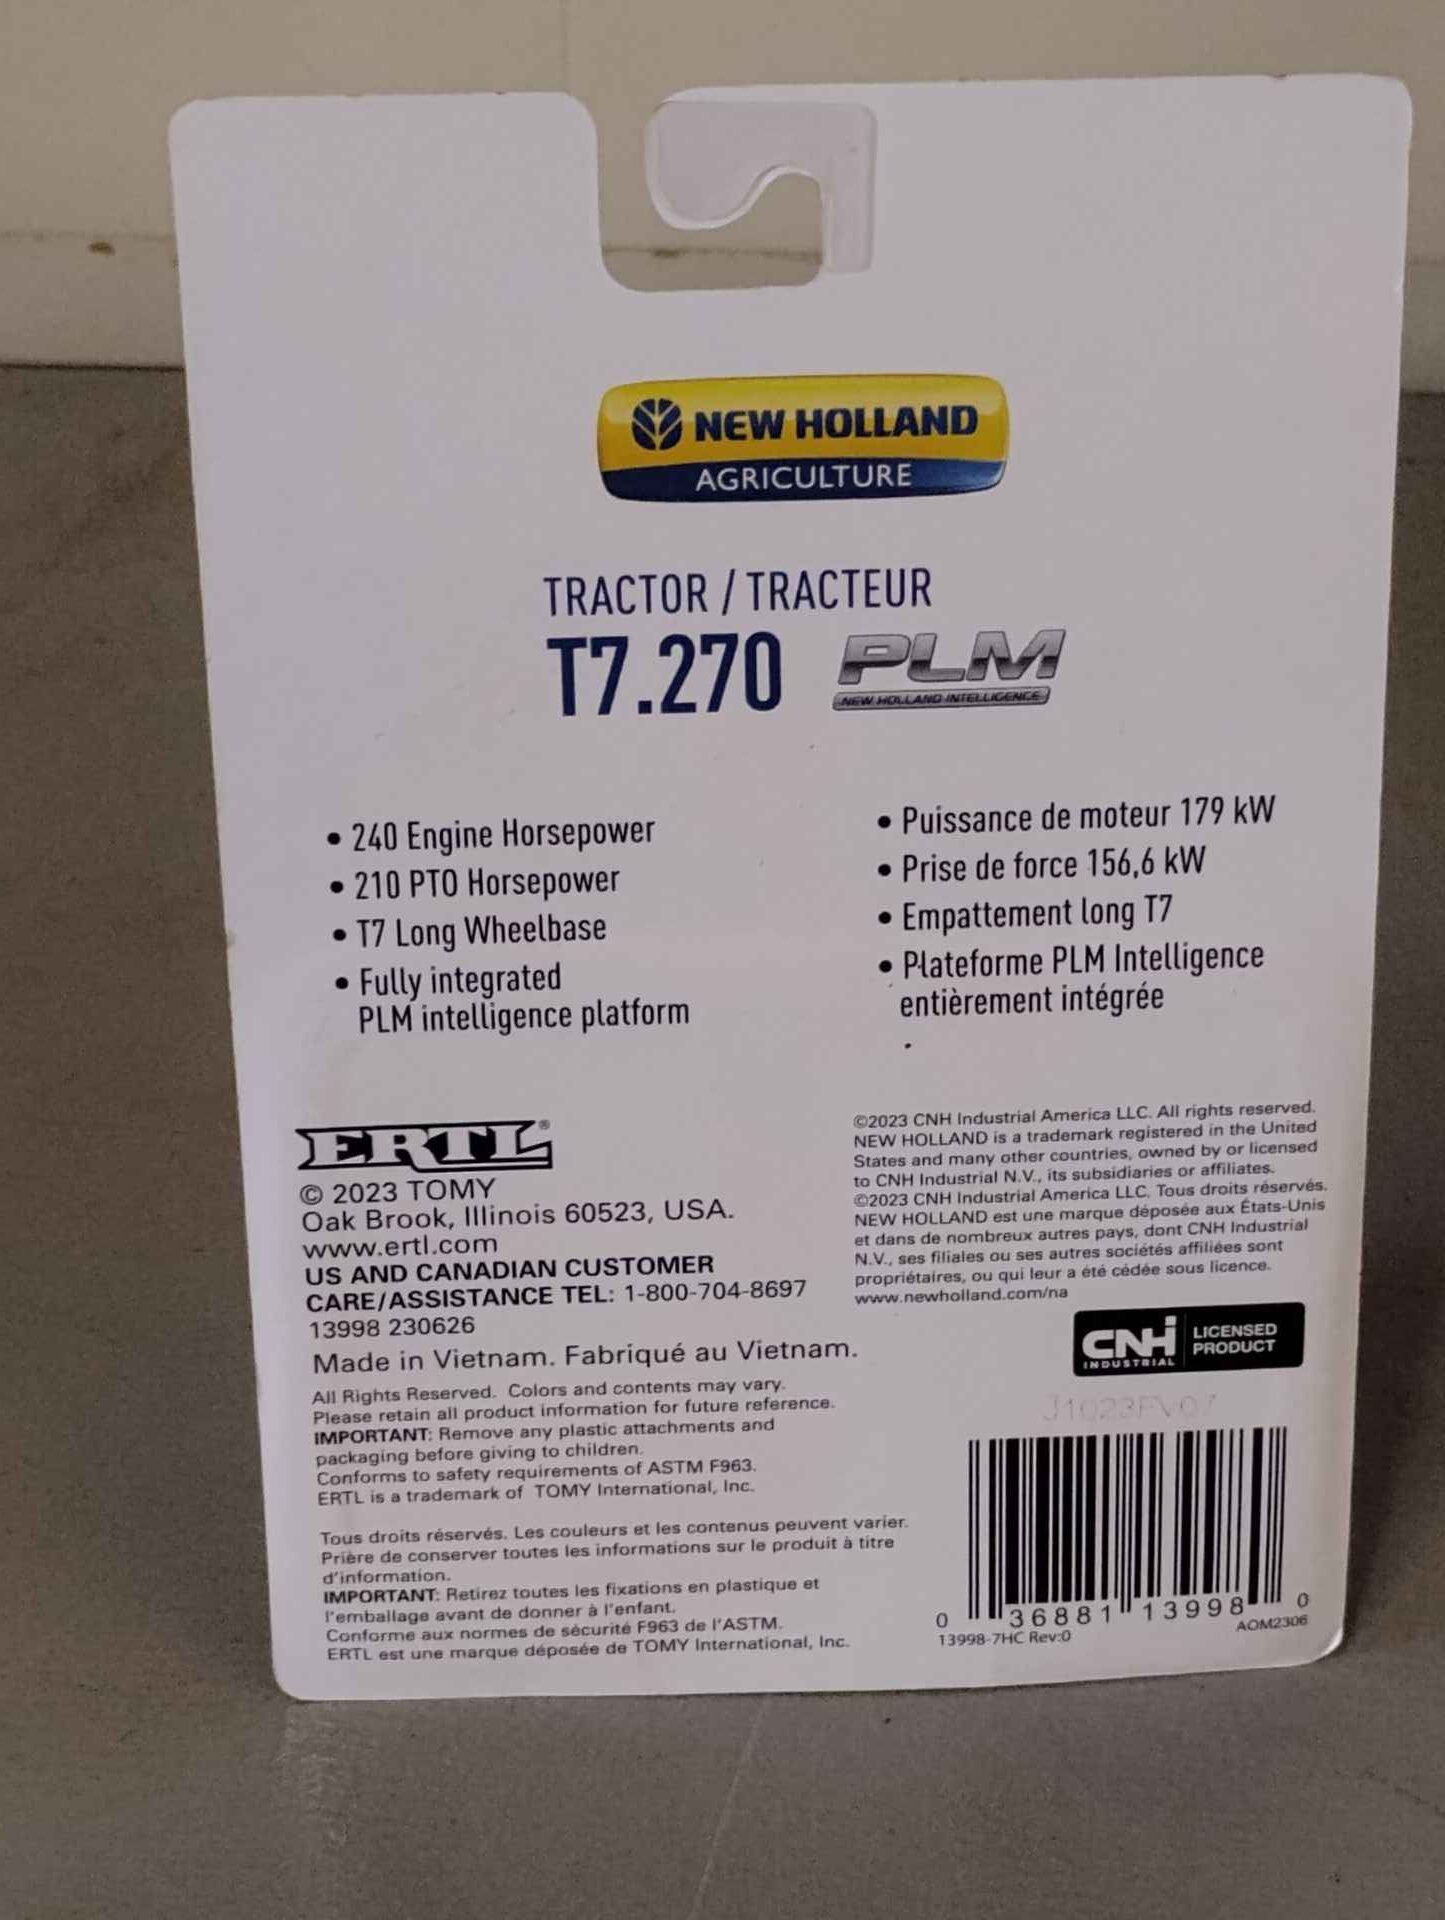 NEW HOLLAND
AGRICULTURE
TRACTOR / TRACTEUR
T7.270
PLM
NEW HOLLAND INTELLIGENCE
• 240 Engine Horsepower
• 210 PTO Horsepower
• T7 Long Wheelbase
• Fully integrated
PLM intelligence platform
• Puissance de moteur 179 kW
• Prise de force 156,6 kW
• Empattement long T7
• Plateforme PLM Intelligence
entièrement intégrée
ERTL®
© 2023 TOMY
Oak Brook, Illinois 60523, USA.
www.ertl.com
US AND CANADIAN CUSTOMER
CARE/ASSISTANCE TEL: 1-800-704-8697
13998 230626
Made in Vietnam. Fabriqué au Vietnam.
All Rights Reserved. Colors and contents may vary.
Please retain all product information for future reference.
IMPORTANT: Remove any plastic attachments and
packaging before giving to children.
Conforms to safety requirements of ASTM F963.
ERTL is a trademark of TOMY International, Inc.
Tous droits réservés. Les couleurs et les contenus peuvent varier.
Prière de conserver toutes les informations sur le produit à titre
d'information.
IMPORTANT: Retirez toutes les fixations en plastique et
l'emballage avant de donner à l'enfant.
Conforme aux normes de sécurité F963 de l'ASTM.
ERTL est une marque déposée de TOMY International, Inc.
©2023 CNH Industrial America LLC. All rights reserved.
NEW HOLLAND is a trademark registered in the United
States and many other countries, owned by or licensed
to CNH Industrial N.V., its subsidiaries or affiliates.
©2023 CNH Industrial America LLC. Tous droits réservés.
NEW HOLLAND est une marque déposée aux États-Unis
et dans de nombreux autres pays, dont CNH Industrial
N.V., ses filiales ou ses autres sociétés affiliées sont
propriétaires, ou qui leur a été cédée sous licence.
www.newholland.com/na
CNH INDUSTRIAL
LICENSED
PRODUCT
J1023FV07
0 36881 13998 0
13998-7HC Rev:0
AOM2306